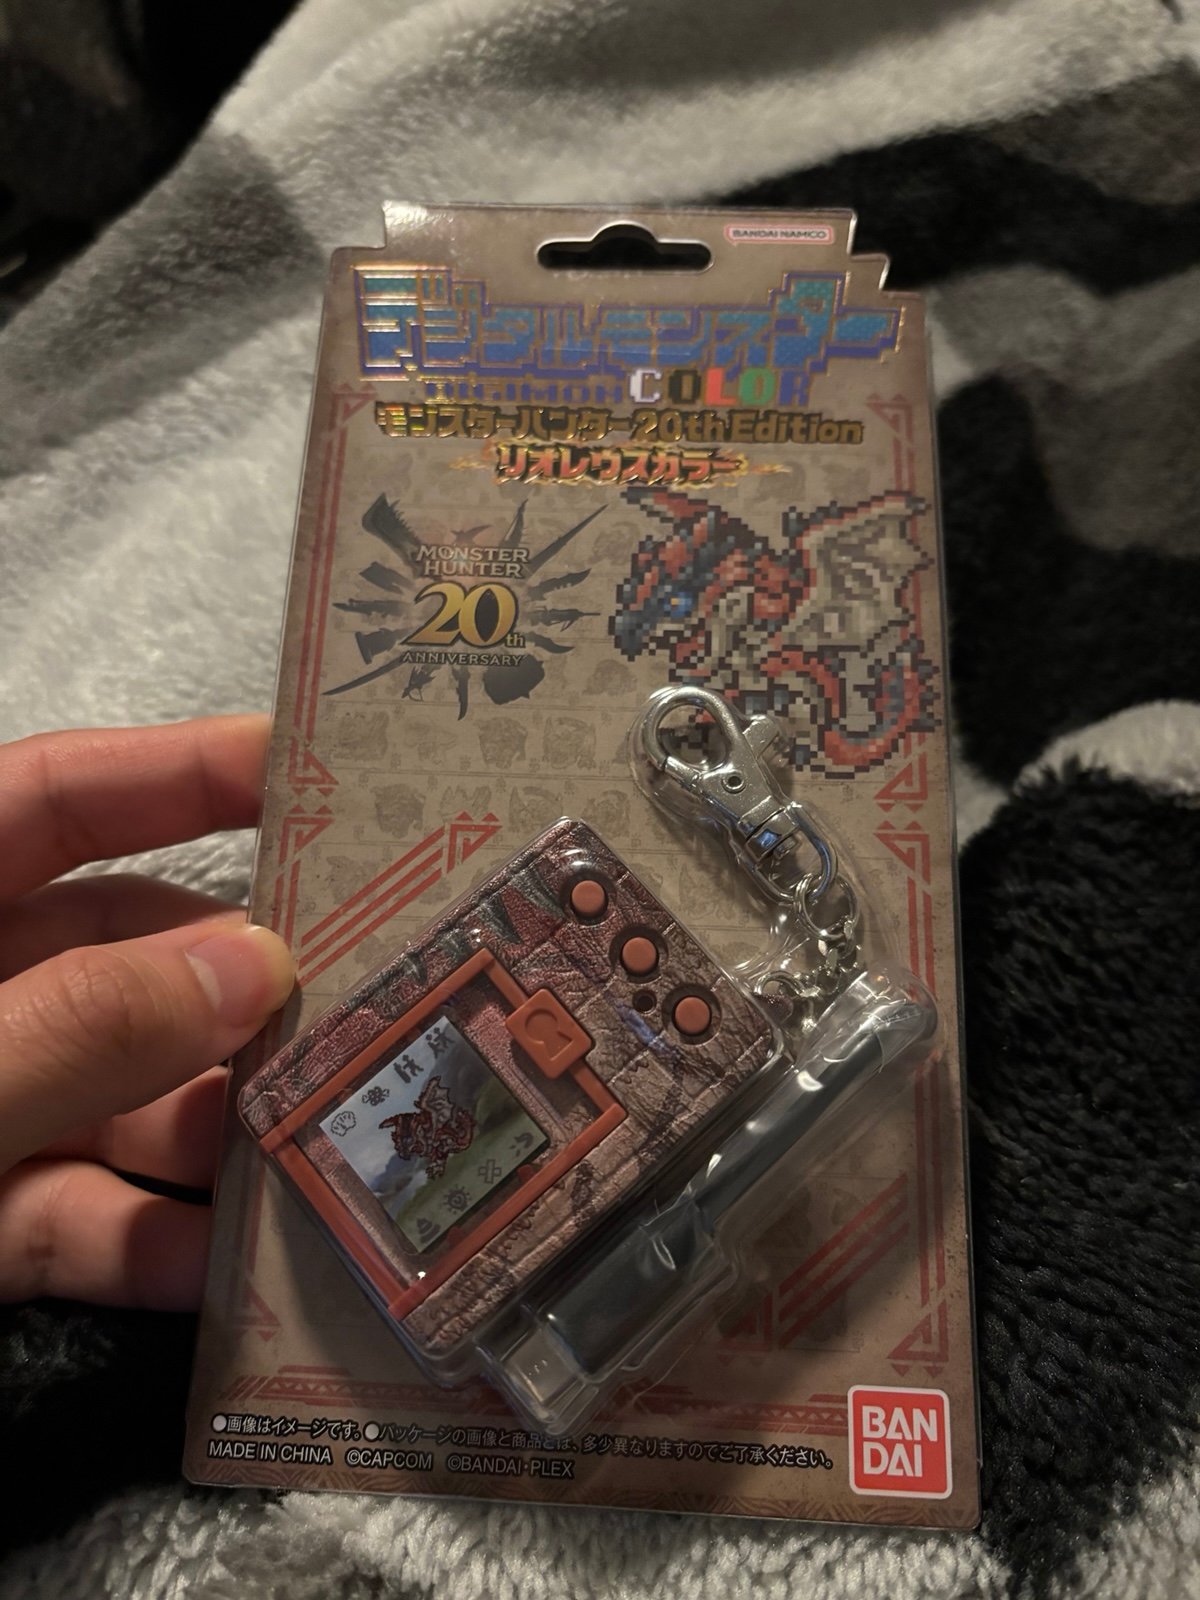 BANDAI NAMCO
デジタルモンスター
DIGIMON COLOR
モンスターハンター 20th Edition
リオレウスカラー
MONSTER
HUNTER
20th
ANNIVERSARY
●画像はイメージです。●パッケージの画像と商品とは、多少異なりますのでご了承ください。
MADE IN CHINA ©CAPCOM ©BANDAI・PLEX
BAN
DAI